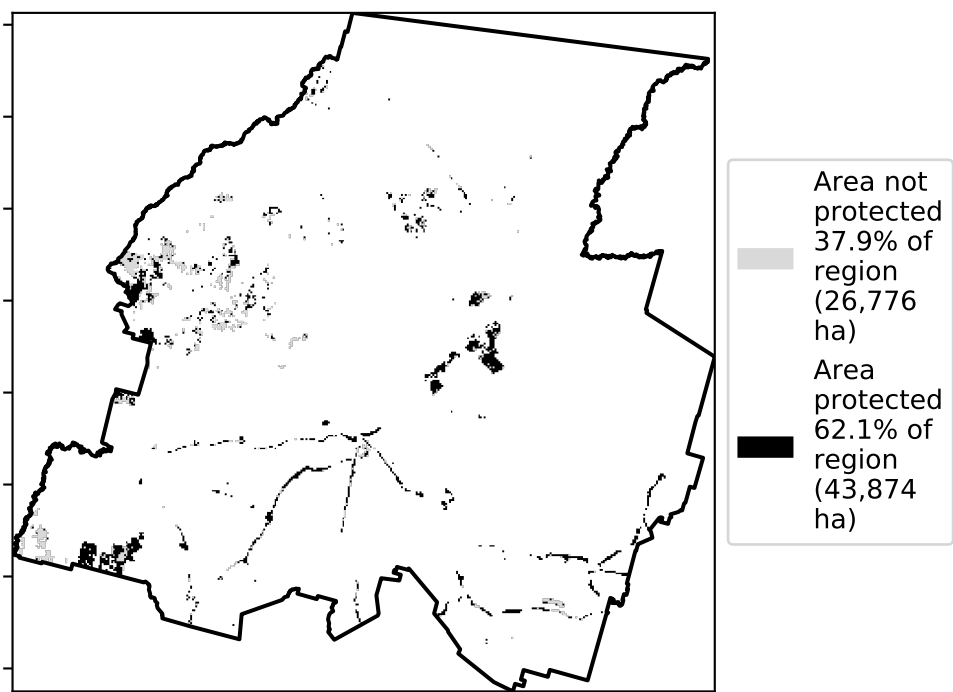 Area not
protected
37.9% of
region
(26,776
ha)
Area
protected
62.1% of
region
(43,874
ha)